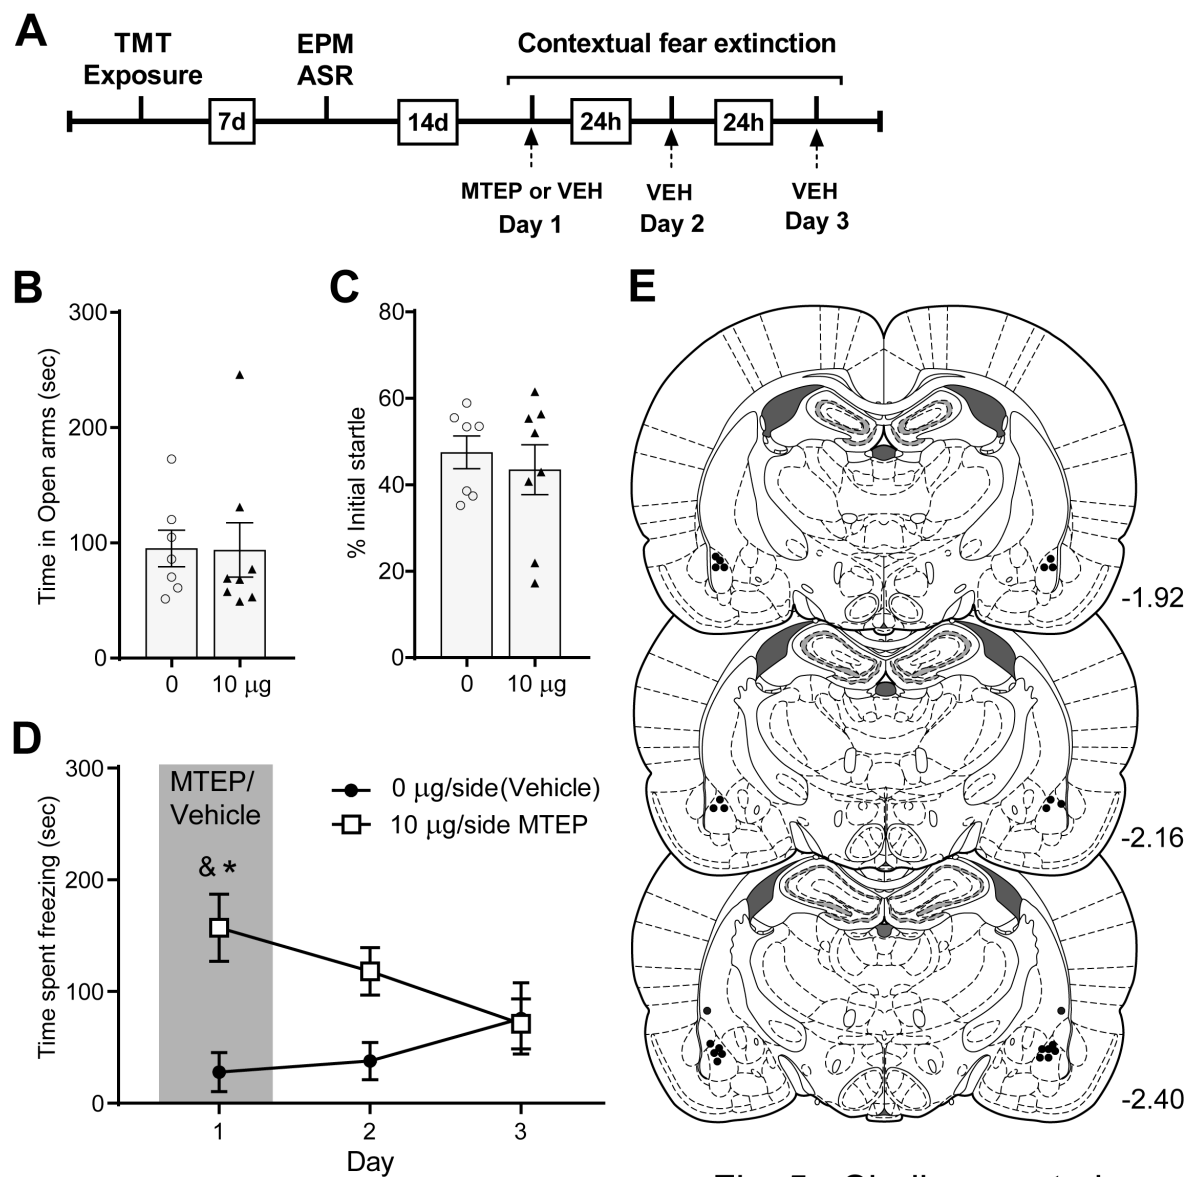 A
TMT
Exposure
EPM
ASR
Contextual fear extinction
7d
14d
24h
24h
MTEP or VEH
Day 1
VEH
Day 2
VEH
Day 3
B
Time in Open arms (sec)
300
200
100
0
0
10 μg
C
% Initial startle
80
60
40
20
0
0
10 μg
E
-1.92
-2.16
-2.40
D
Time spent freezing (sec)
300
200
100
0
MTEP/
Vehicle
& *
0 μg/side(Vehicle)
10 μg/side MTEP
1
2
3
Day